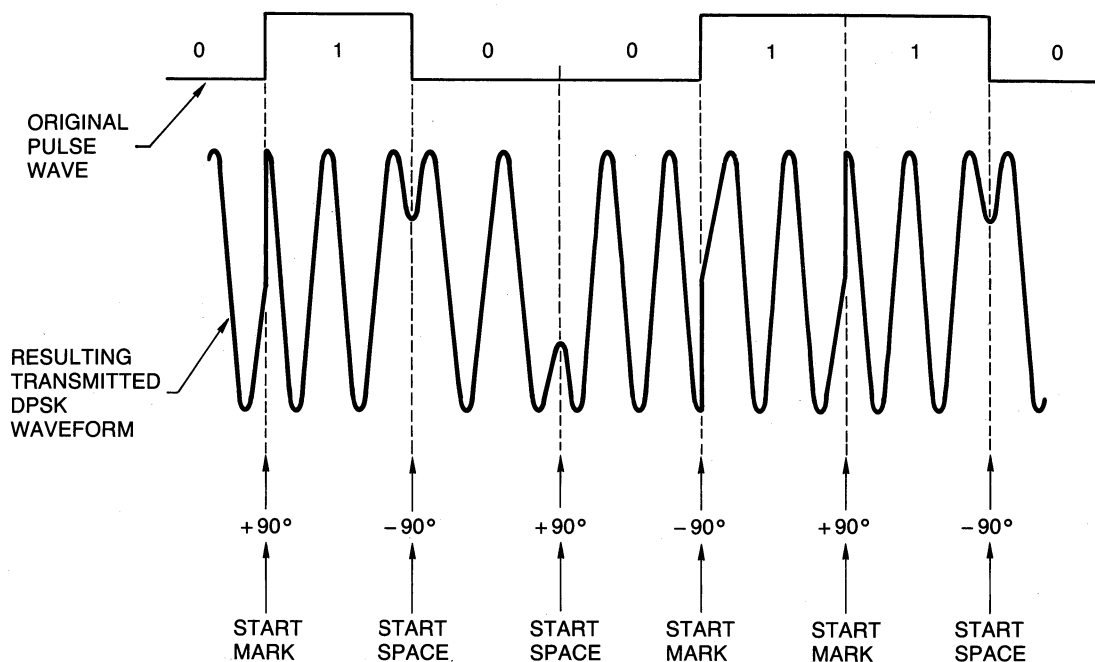 0 1 0 0 1 1 0
ORIGINAL
PULSE
WAVE
RESULTING
TRANSMITTED
DPSK
WAVEFORM
+90° −90° +90° −90° +90° −90°
START START START START START START
MARK SPACE SPACE MARK MARK SPACE